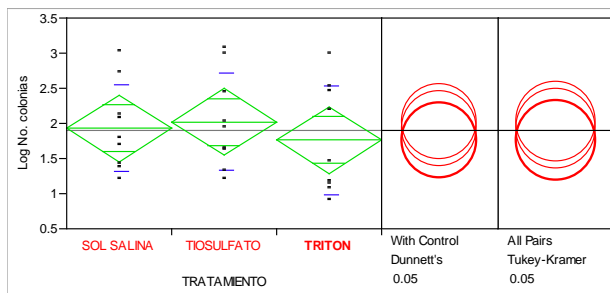 3.5
3
2.5
2
1.5
1
0.5
Log No. colonias
SOL SALINA
TIOSULFATO
TRITON
TRATAMIENTO
With Control
Dunnett's
0.05
All Pairs
Tukey-Kramer
0.05